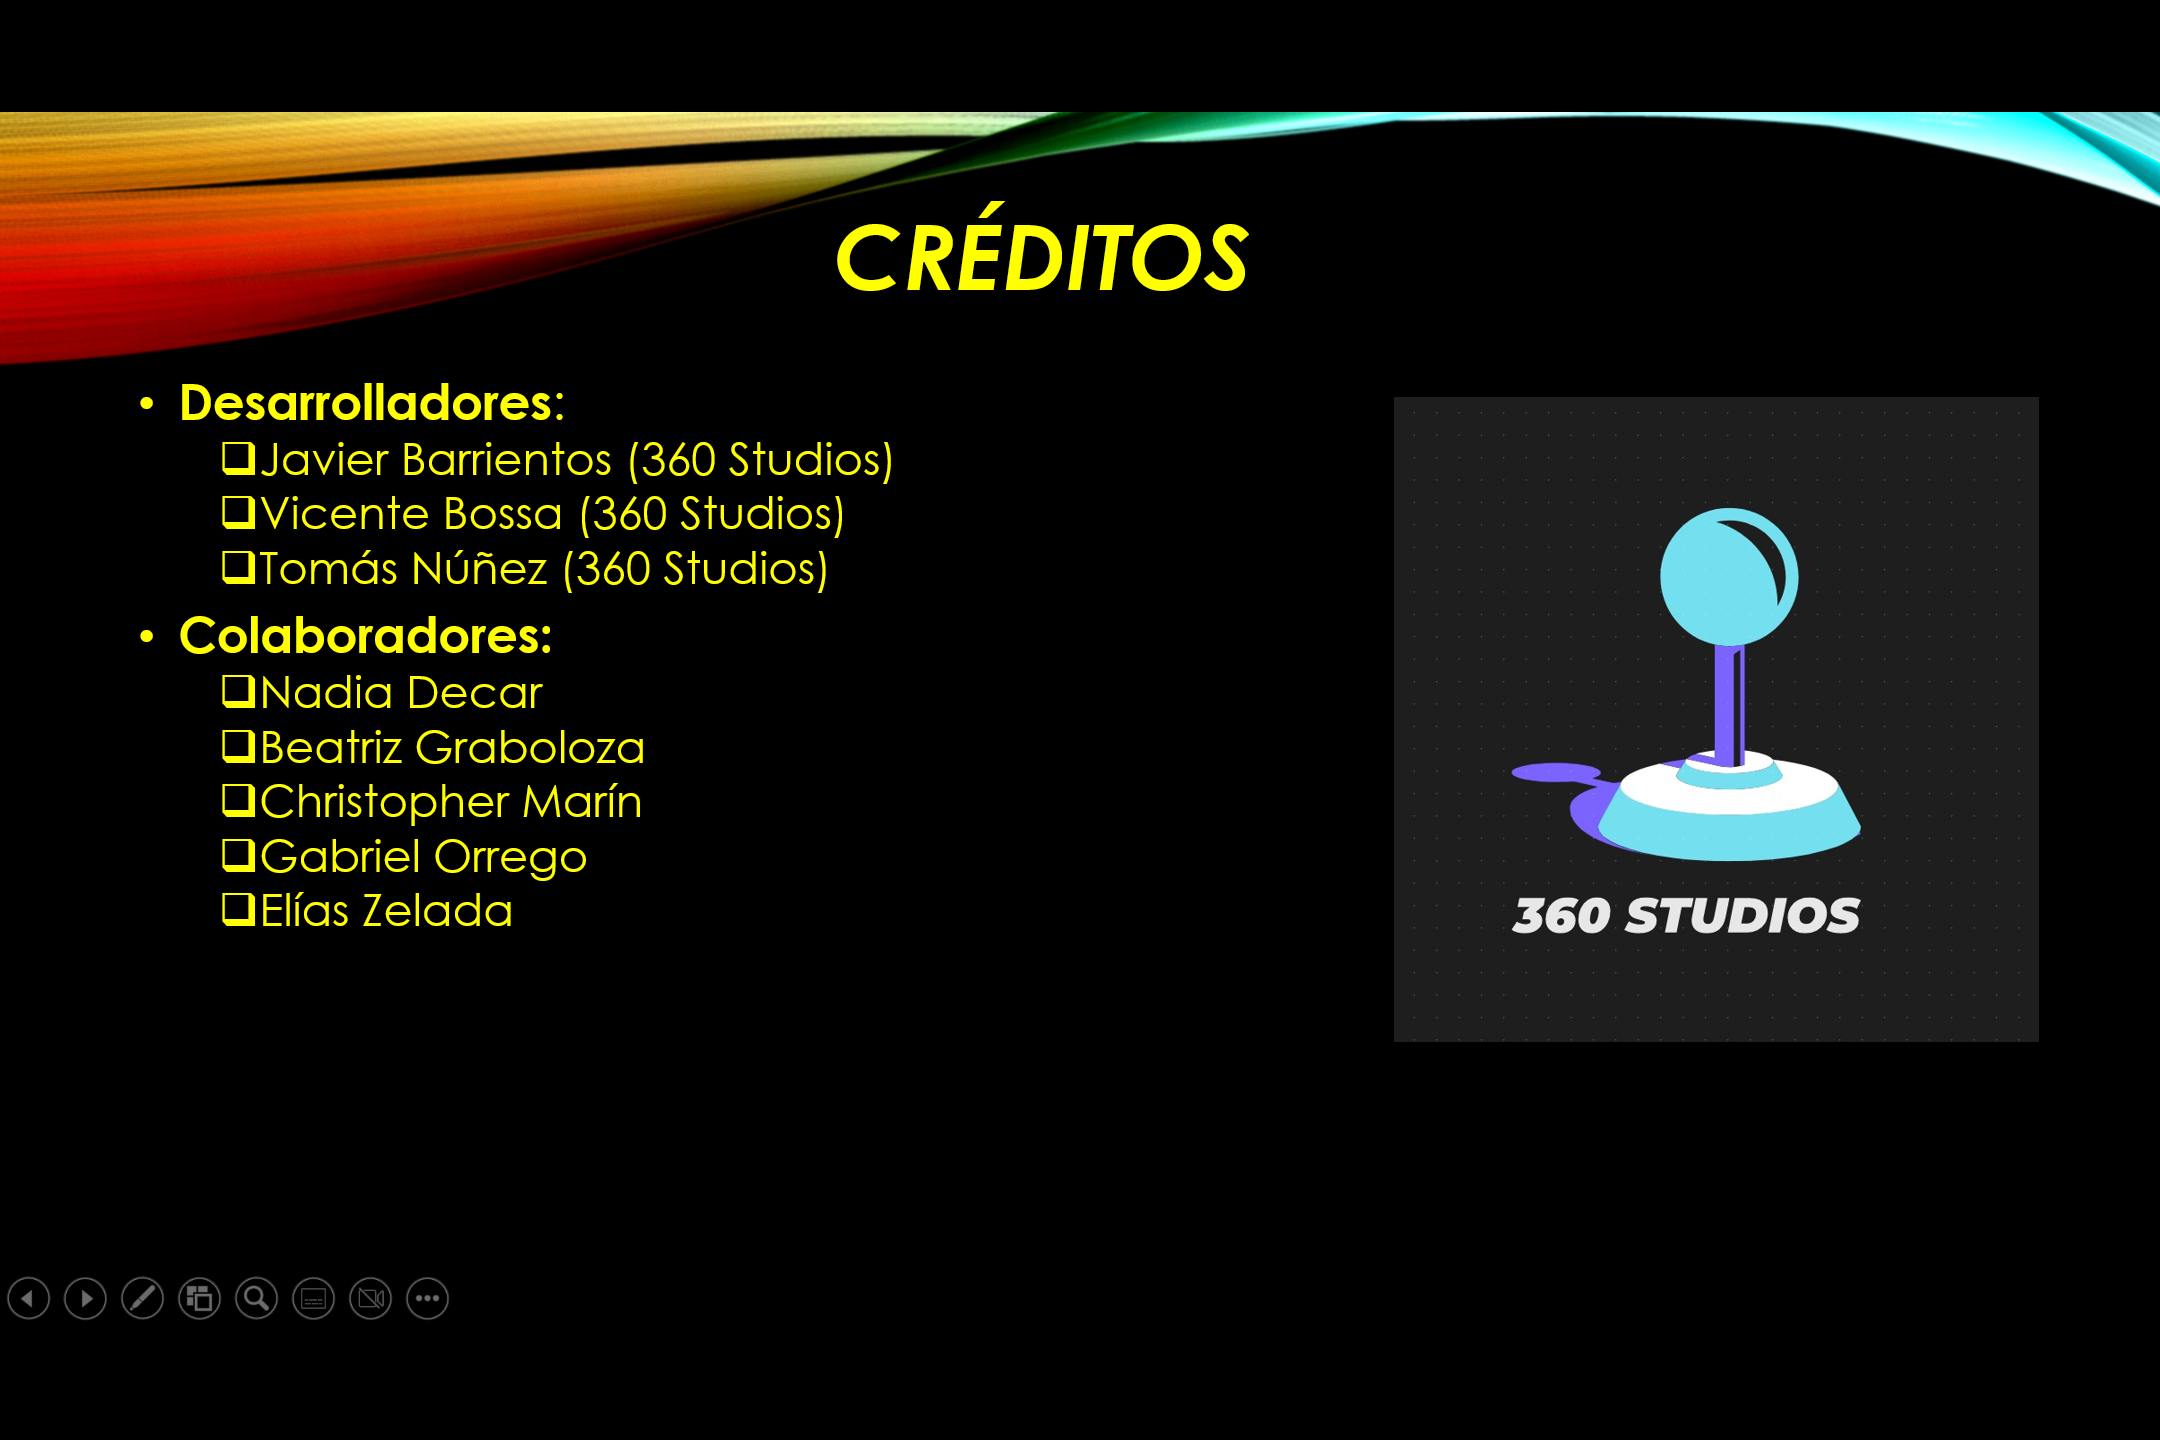 CRÉDITOS
• Desarrolladores:
❑Javier Barrientos (360 Studios)
❑Vicente Bossa (360 Studios)
❑Tomás Núñez (360 Studios)
• Colaboradores:
❑Nadia Decar
❑Beatriz Graboloza
❑Christopher Marín
❑Gabriel Orrego
❑Elías Zelada
360 STUDIOS